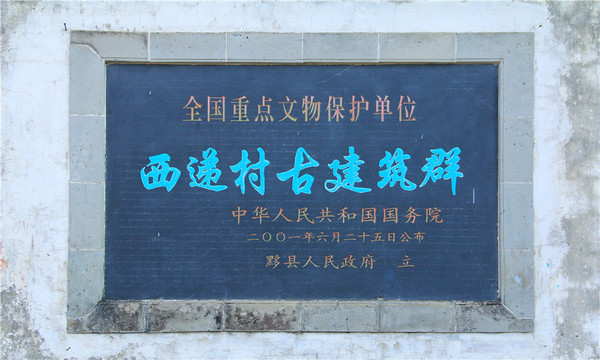 全国重点文物保护单位
西递村古建筑群
中华人民共和国国务院
二〇〇一年六月二十五日公布
黟县人民政府 立